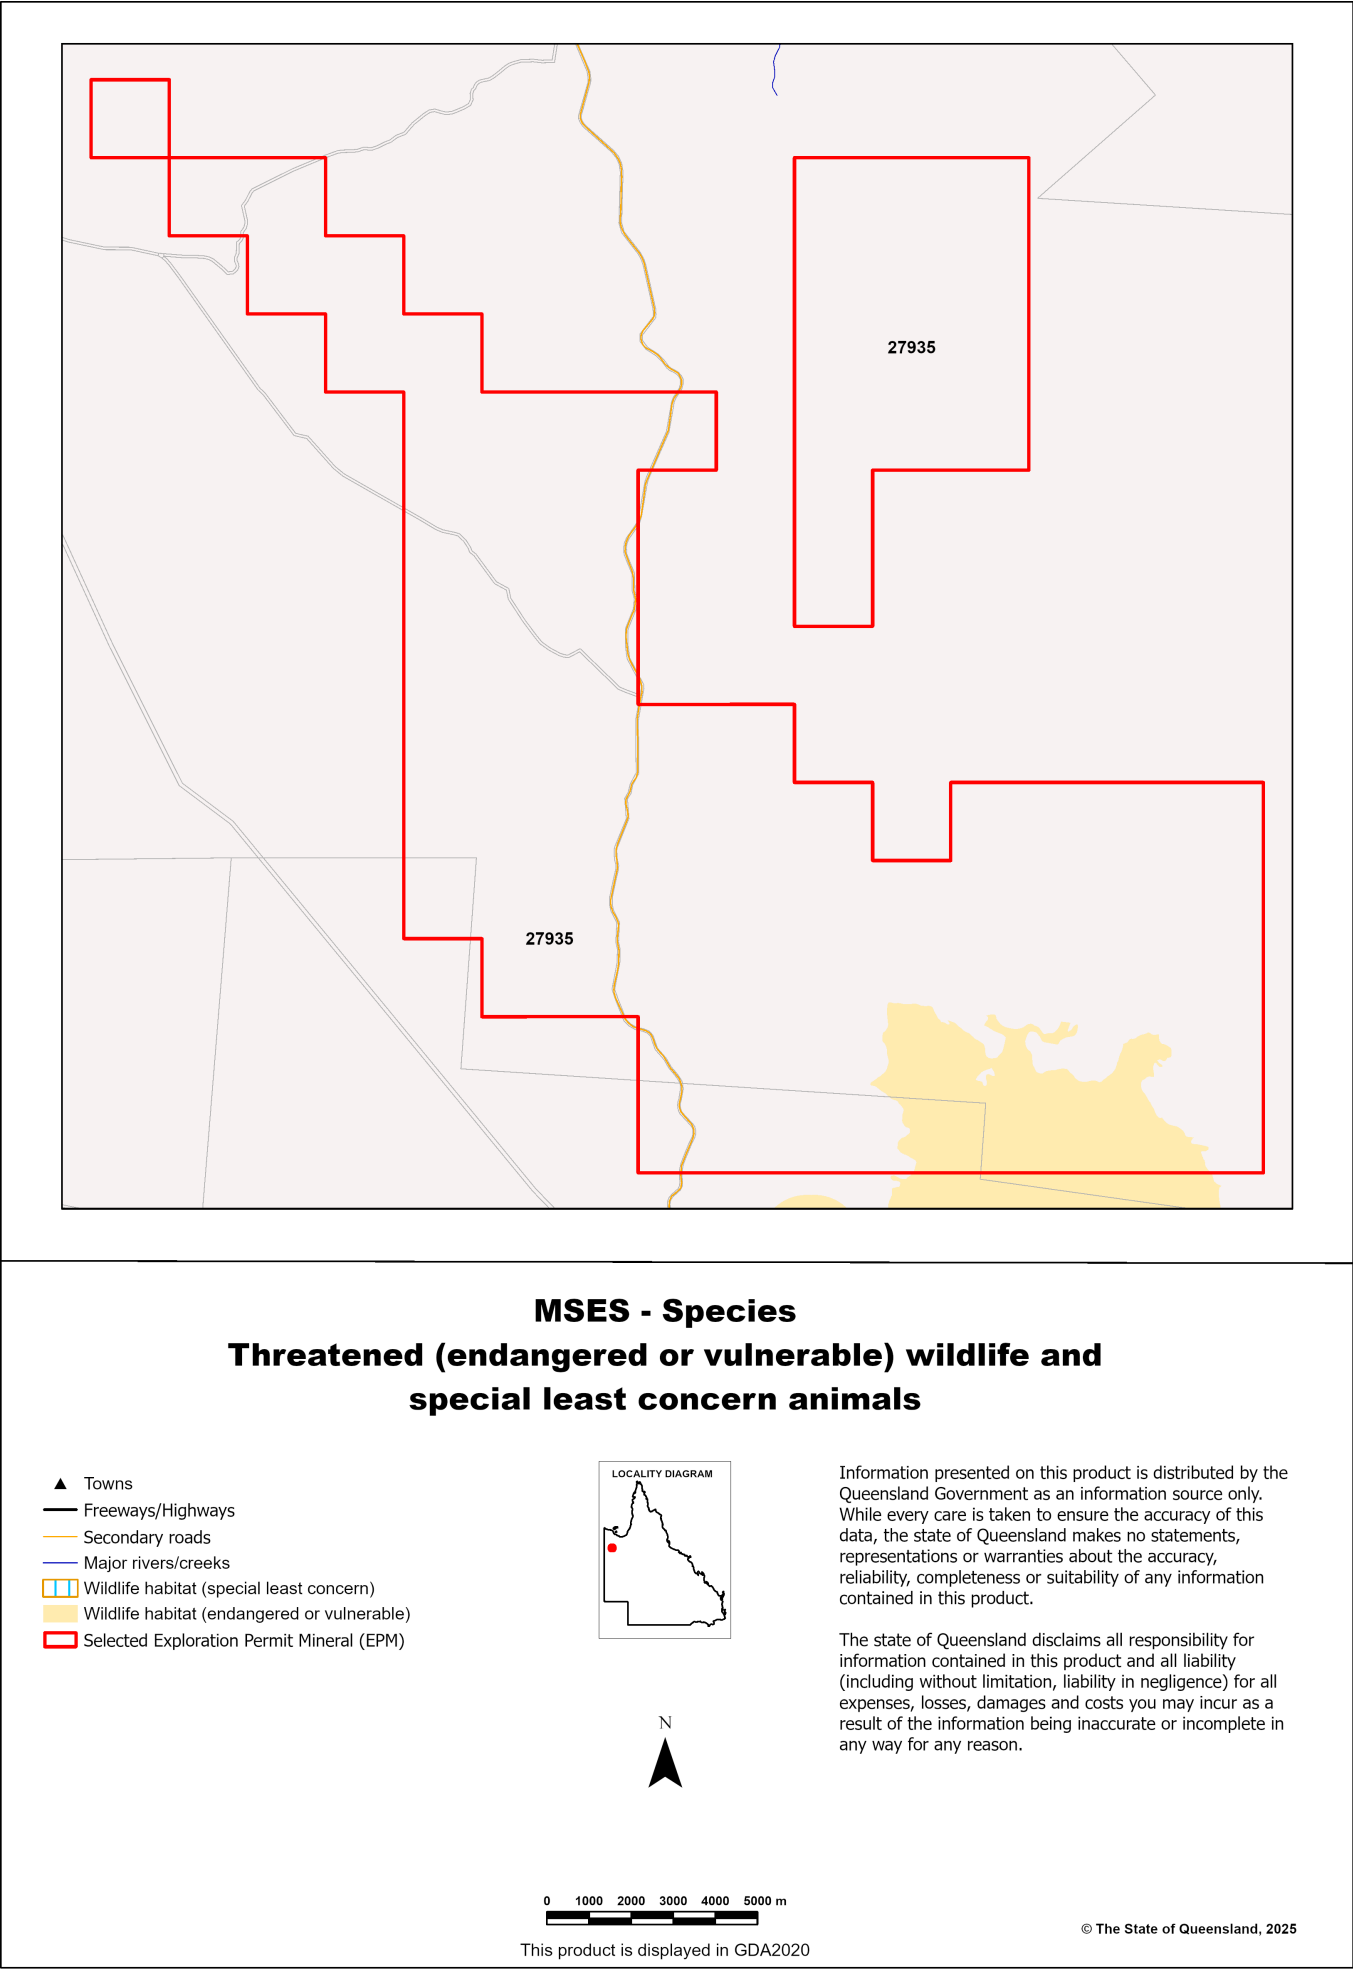 27935
27935
MSES - Species
Threatened (endangered or vulnerable) wildlife and
special least concern animals
Towns
Freeways/Highways
Secondary roads
Major rivers/creeks
Wildlife habitat (special least concern)
Wildlife habitat (endangered or vulnerable)
Selected Exploration Permit Mineral (EPM)
LOCALITY DIAGRAM
N
0 1000 2000 3000 4000 5000 m
This product is displayed in GDA2020
Information presented on this product is distributed by the
Queensland Government as an information source only.
While every care is taken to ensure the accuracy of this
data, the state of Queensland makes no statements,
representations or warranties about the accuracy,
reliability, completeness or suitability of any information
contained in this product.
The state of Queensland disclaims all responsibility for
information contained in this product and all liability
(including without limitation, liability in negligence) for all
expenses, losses, damages and costs you may incur as a
result of the information being inaccurate or incomplete in
any way for any reason.
© The State of Queensland, 2025